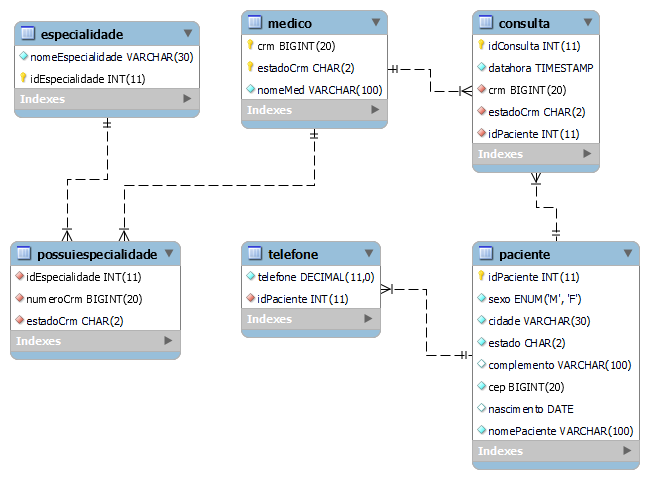 especialidade
nomeEspecialidade VARCHAR(30)
idEspecialidade INT(11)
Indexes
medico
crm BIGINT(20)
estadoCrm CHAR(2)
nomeMed VARCHAR(100)
Indexes
consulta
idConsulta INT(11)
datahora TIMESTAMP
crm BIGINT(20)
estadoCrm CHAR(2)
idPaciente INT(11)
Indexes
possuiespecialidade
idEspecialidade INT(11)
numeroCrm BIGINT(20)
estadoCrm CHAR(2)
Indexes
telefone
telefone DECIMAL(11,0)
idPaciente INT(11)
Indexes
paciente
idPaciente INT(11)
sexo ENUM('M', 'F')
cidade VARCHAR(30)
estado CHAR(2)
complemento VARCHAR(100)
cep BIGINT(20)
nascimento DATE
nomePaciente VARCHAR(100)
Indexes